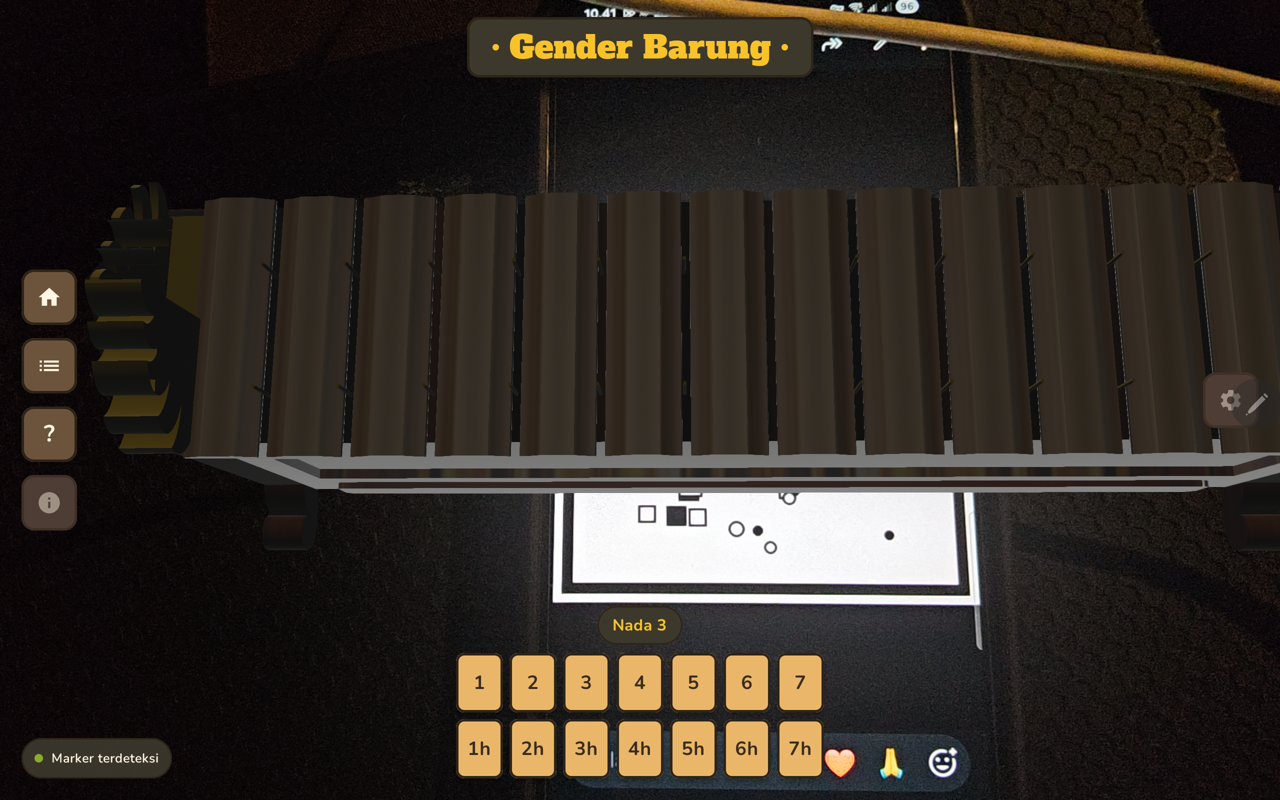 10.41
96
· Gender Barung ·
?
Nada 3
1 2 3 4 5 6 7
1h 2h 3h 4h 5h 6h 7h
Marker terdeteksi